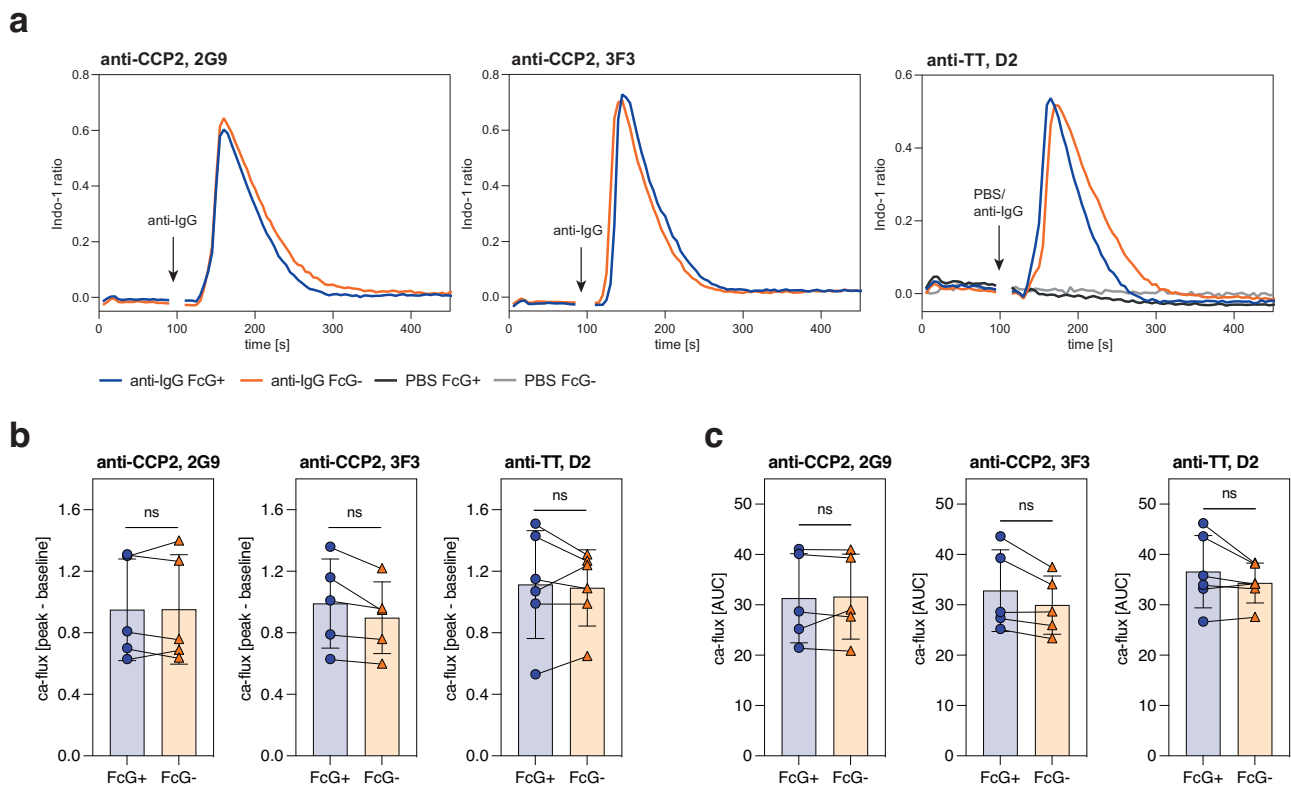 a
anti-CCP2, 2G9
0.8
0.6
0.4
0.2
0.0
Indo-1 ratio
anti-IgG
0 100 200 300 400
time [s]
anti-CCP2, 3F3
0.8
0.6
0.4
0.2
0.0
Indo-1 ratio
anti-IgG
0 100 200 300 400
time [s]
anti-TT, D2
0.6
0.4
0.2
0.0
Indo-1 ratio
PBS/
anti-IgG
0 100 200 300 400
time [s]
anti-IgG FcG+ anti-IgG FcG- PBS FcG+ PBS FcG-
b
anti-CCP2, 2G9
ca-flux [peak - baseline]
1.6
1.2
0.8
0.4
0.0
ns
FcG+ FcG-
anti-CCP2, 3F3
ca-flux [peak - baseline]
1.6
1.2
0.8
0.4
0.0
ns
FcG+ FcG-
anti-TT, D2
ca-flux [peak - baseline]
1.6
1.2
0.8
0.4
0.0
ns
FcG+ FcG-
c
anti-CCP2, 2G9
ca-flux [AUC]
50
40
30
20
10
0
ns
FcG+ FcG-
anti-CCP2, 3F3
ca-flux [AUC]
50
40
30
20
10
0
ns
FcG+ FcG-
anti-TT, D2
ca-flux [AUC]
50
40
30
20
10
0
ns
FcG+ FcG-